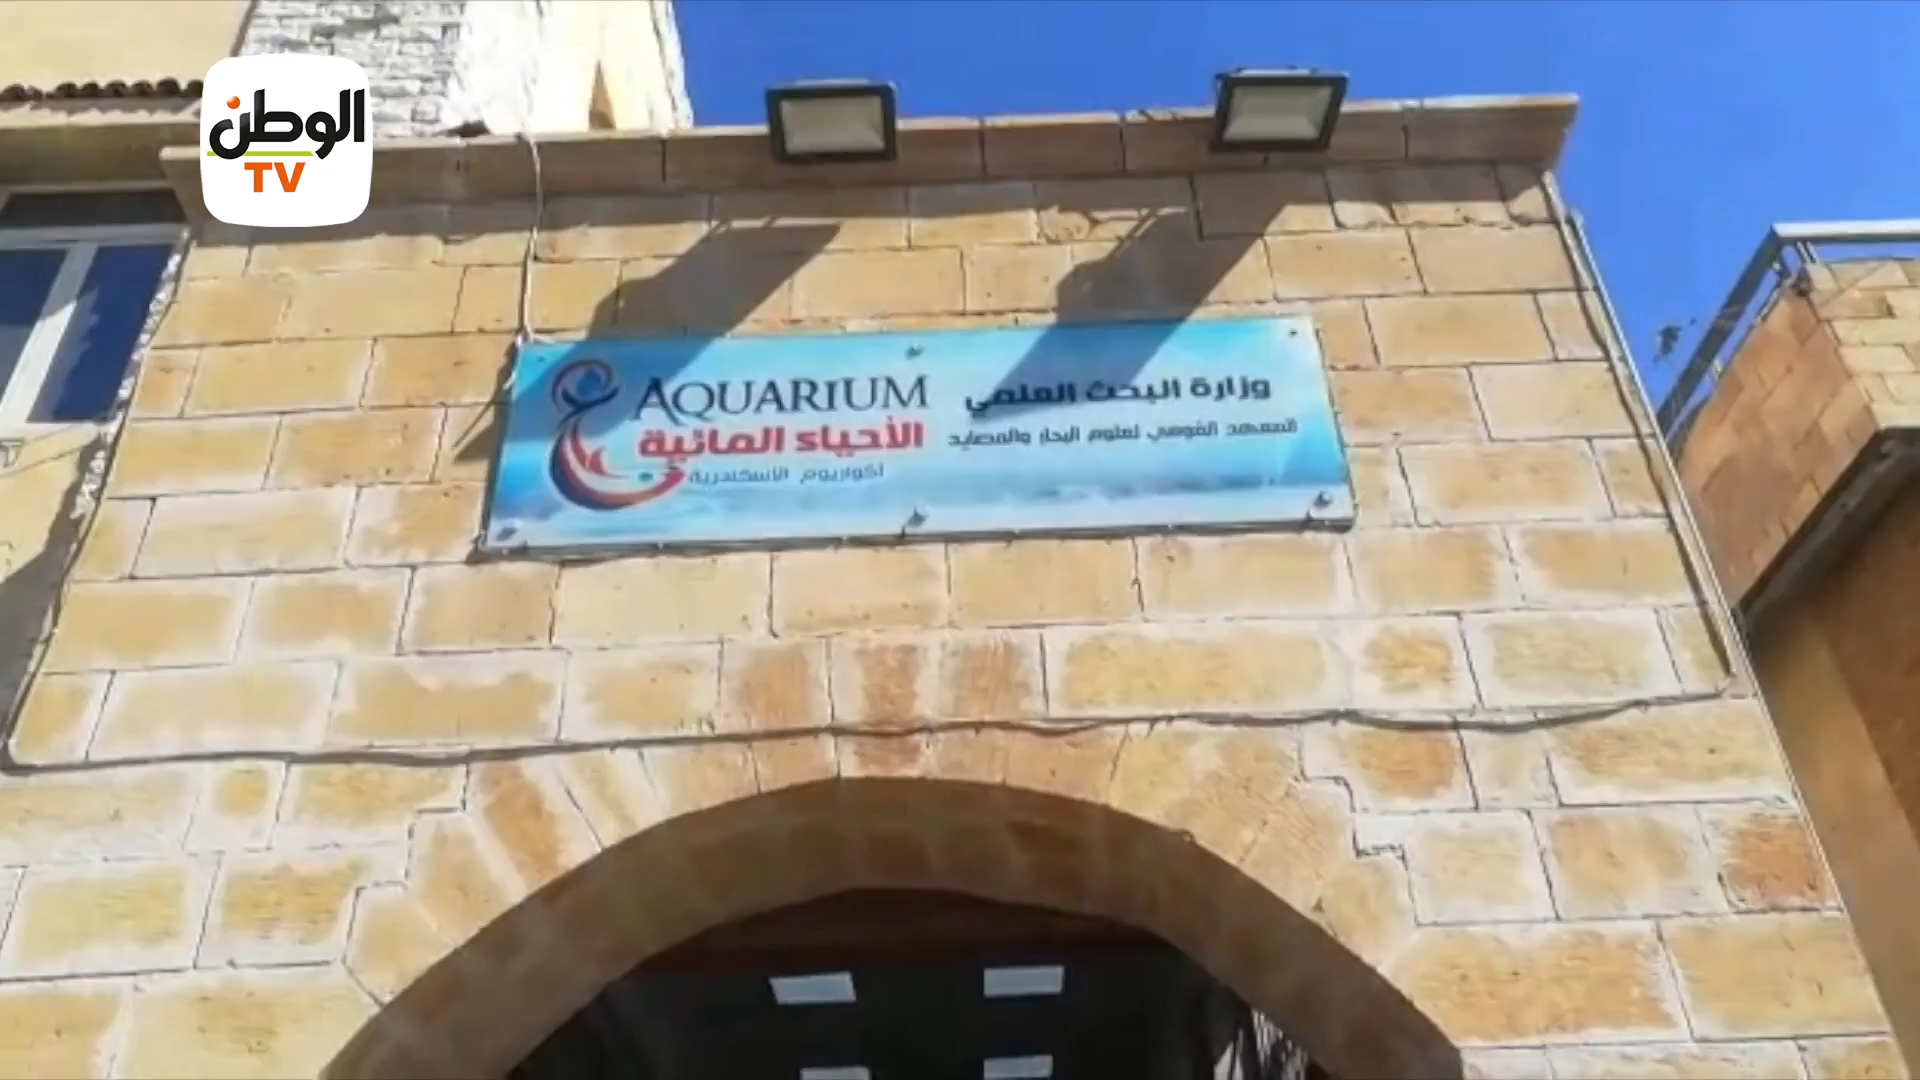 الوطن
TV
وزارة البحث العلمي
المعهد القومي لعلوم البحار والمصايد
AQUARIUM
الأحياء المائية
أكواريوم الاسكندرية